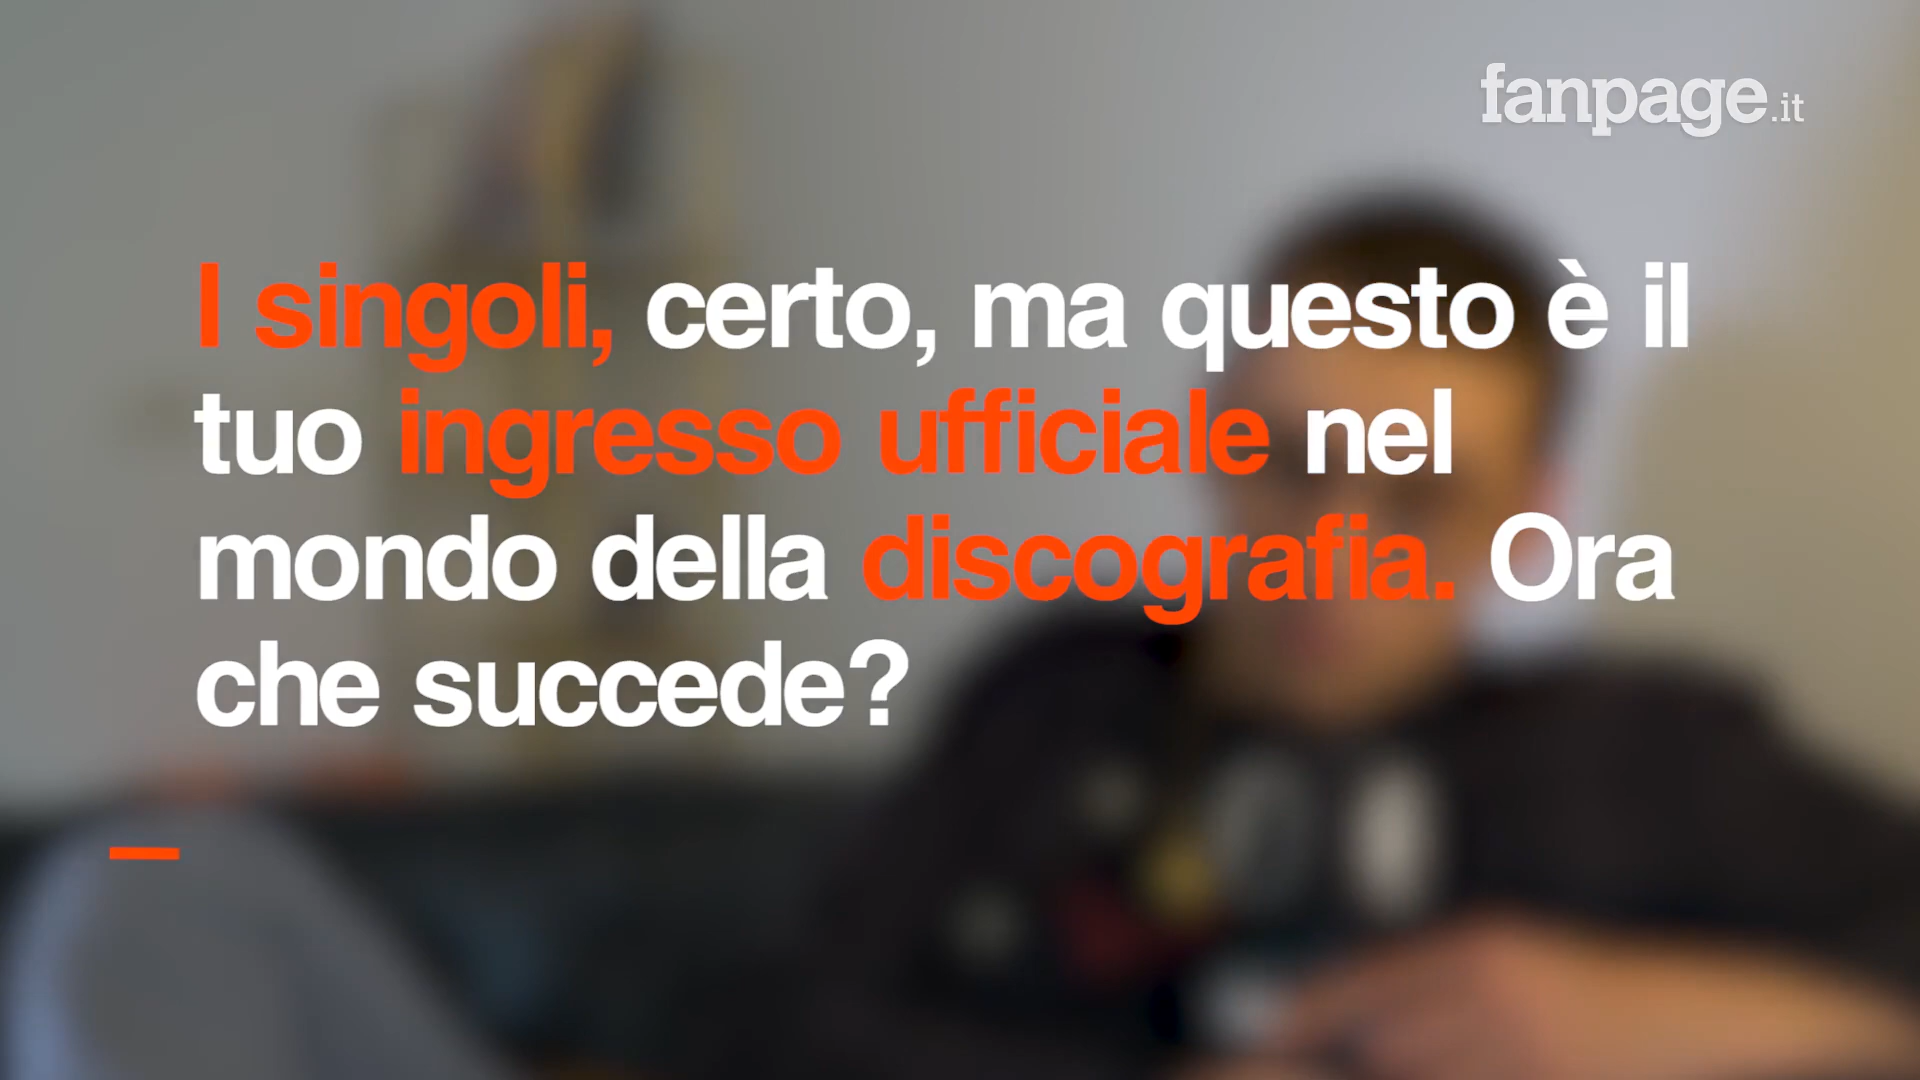 fanpage.it
I singoli, certo, ma questo è il
tuo ingresso ufficiale nel
mondo della discografia. Ora
che succede?